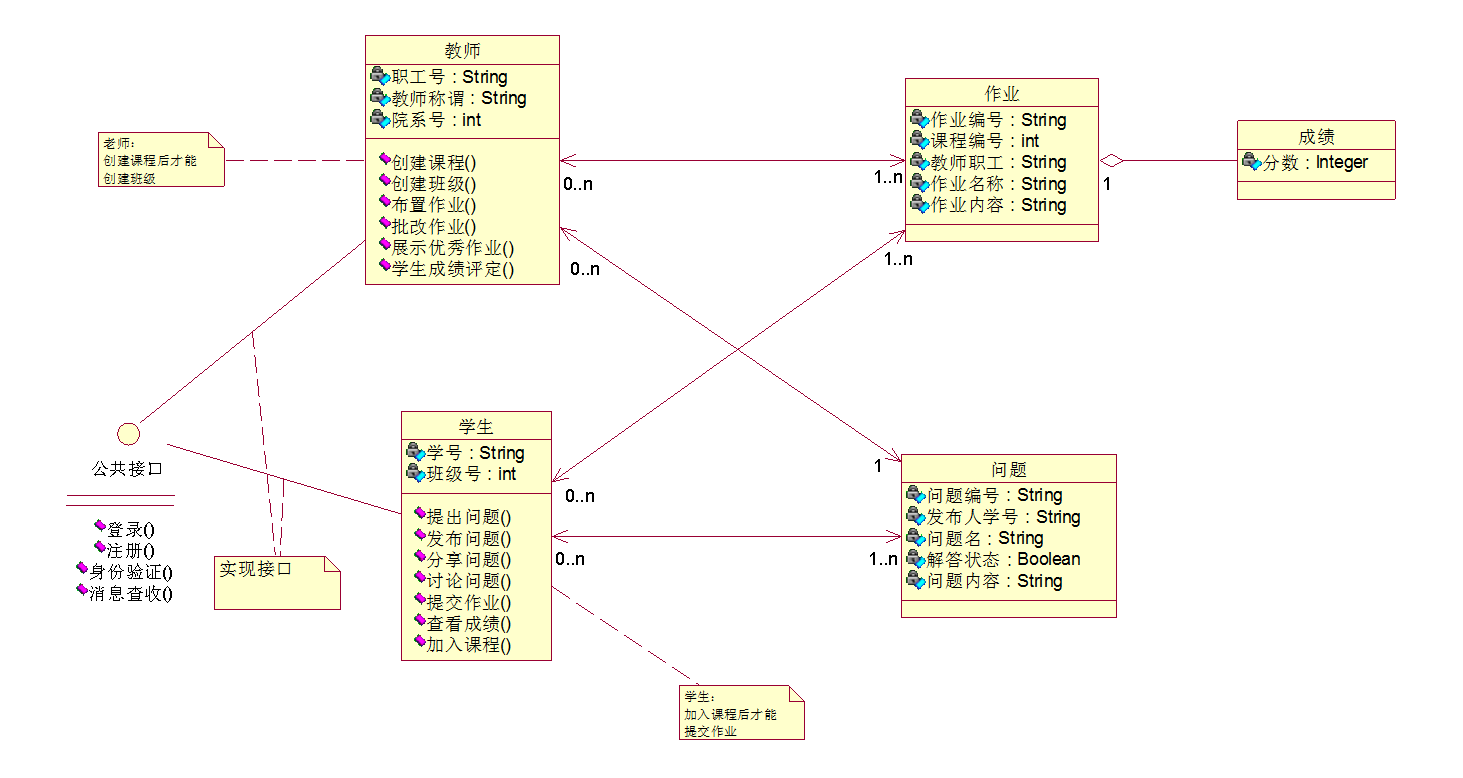 教师
职工号 : String
教师称谓 : String
院系号 : int
创建课程()
创建班级()
布置作业()
批改作业()
展示优秀作业()
学生成绩评定()
老师：
创建课程后才能
创建班级
作业
作业编号 : String
课程编号 : int
教师职工 : String
作业名称 : String
作业内容 : String
成绩
分数 : Integer
0..n
1..n
1
0..n
1..n
公共接口
登录()
注册()
身份验证()
消息查收()
实现接口
学生
学号 : String
班级号 : int
提出问题()
发布问题()
分享问题()
讨论问题()
提交作业()
查看成绩()
加入课程()
1
0..n
0..n
1..n
问题
问题编号 : String
发布人学号 : String
问题名 : String
解答状态 : Boolean
问题内容 : String
学生：
加入课程后才能
提交作业